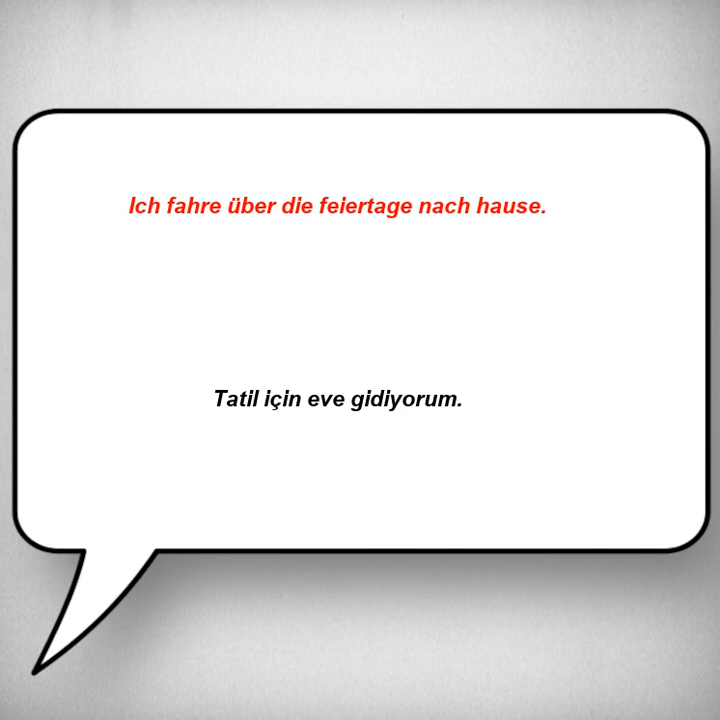 Ich fahre über die feiertage nach hause.
Tatil için eve gidiyorum.